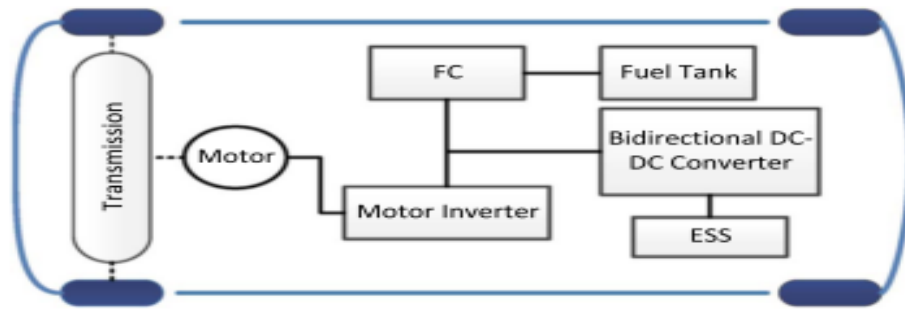 FC
Fuel Tank
Transmission
Motor
Bidirectional DC-
DC Converter
Motor Inverter
ESS